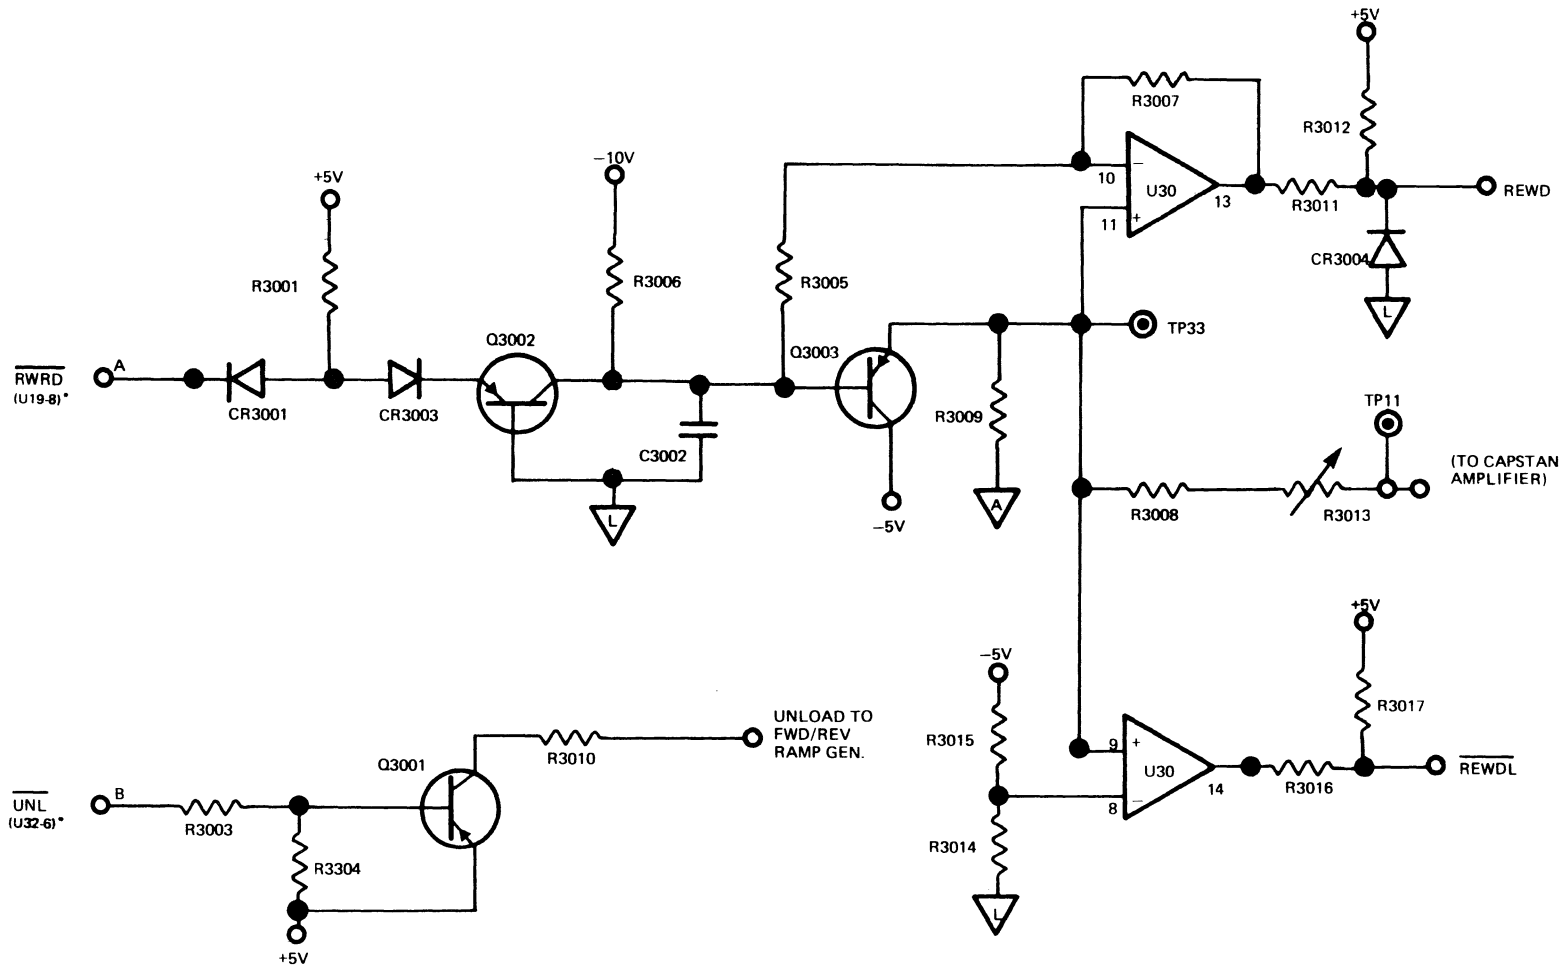 +5V
R3007
R3012
-10V
+5V
10
−
U30
13
R3011
REWD
11
+
CR3004
L
R3001
R3006
R3005
Q3002
Q3003
TP33
RWRD
(U19-8)*
A
CR3001
CR3003
C3002
R3009
L
-5V
A
TP11
(TO CAPSTAN
AMPLIFIER)
R3008
R3013
+5V
-5V
R3017
R3015
9
+
U30
14
8
−
R3016
REWDL
R3014
L
UNLOAD TO
FWD/REV
RAMP GEN.
R3010
Q3001
UNL
(U32-6)*
B
R3003
R3304
+5V